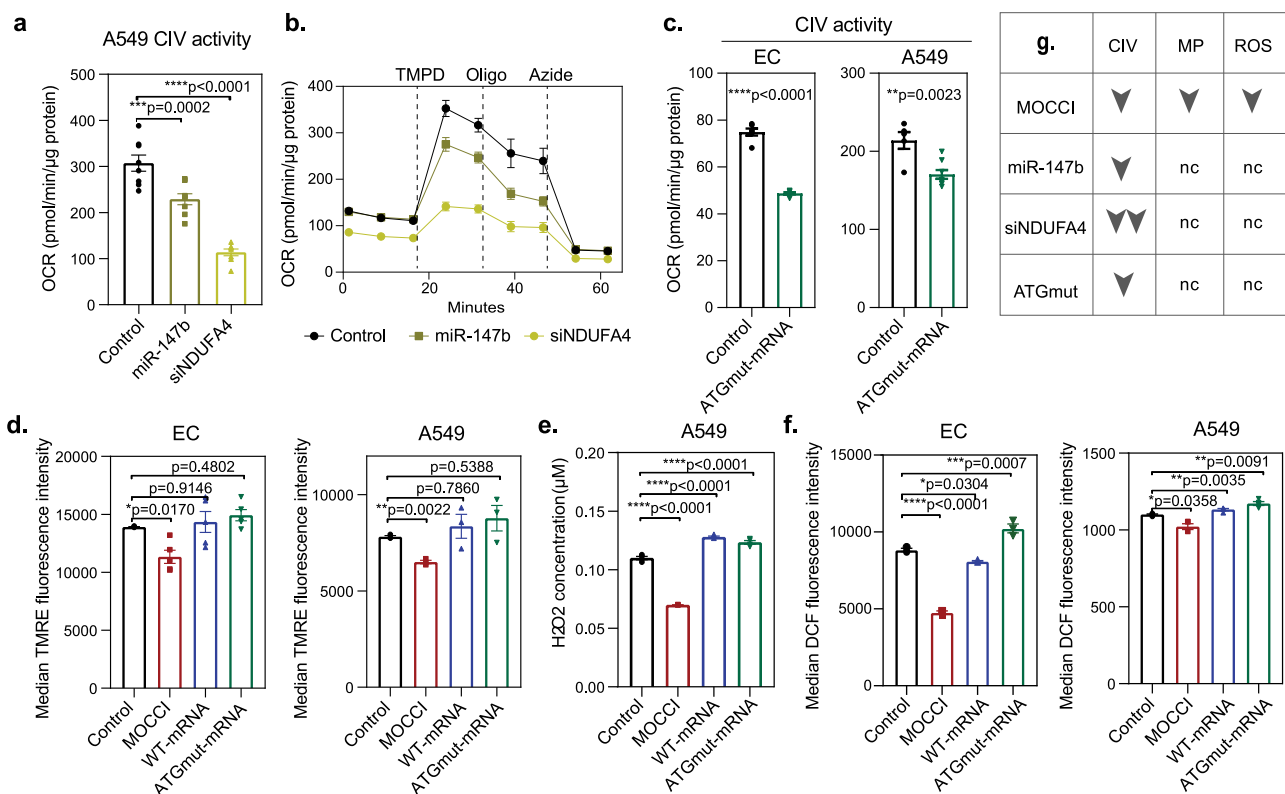 a
A549 CIV activity
OCR (pmol/min/µg protein)
500
400
300
200
100
0
****p<0.0001
***p=0.0002
Control
miR-147b
siNDUFA4
b.
TMPD
Oligo
Azide
OCR (pmol/min/µg protein)
400
300
200
100
0
0
20
40
60
Minutes
Control
miR-147b
siNDUFA4
c.
CIV activity
EC
OCR (pmol/min/µg protein)
80
60
40
20
0
****p<0.0001
Control
ATGmut-mRNA
A549
300
200
100
0
**p=0.0023
Control
ATGmut-mRNA
g.
CIV
MP
ROS
MOCCI
miR-147b
nc
nc
siNDUFA4
nc
nc
ATGmut
nc
nc
d.
EC
Median TMRE fluorescence intensity
20000
15000
10000
5000
0
p=0.4802
p=0.9146
*p=0.0170
Control
MOCCI
WT-mRNA
ATGmut-mRNA
A549
Median TMRE fluorescence intensity
10000
5000
0
p=0.5388
p=0.7860
**p=0.0022
Control
MOCCI
WT-mRNA
ATGmut-mRNA
e.
A549
H2O2 concentration (µM)
0.20
0.15
0.10
0.05
0.00
****p<0.0001
****p<0.0001
****p<0.0001
Control
MOCCI
WT-mRNA
ATGmut-mRNA
f.
EC
Median DCF fluorescence intensity
15000
10000
5000
0
***p=0.0007
*p=0.0304
****p<0.0001
Control
MOCCI
WT-mRNA
ATGmut-mRNA
A549
Median DCF fluorescence intensity
1500
1000
500
0
**p=0.0091
**p=0.0035
*p=0.0358
Control
MOCCI
WT-mRNA
ATGmut-mRNA